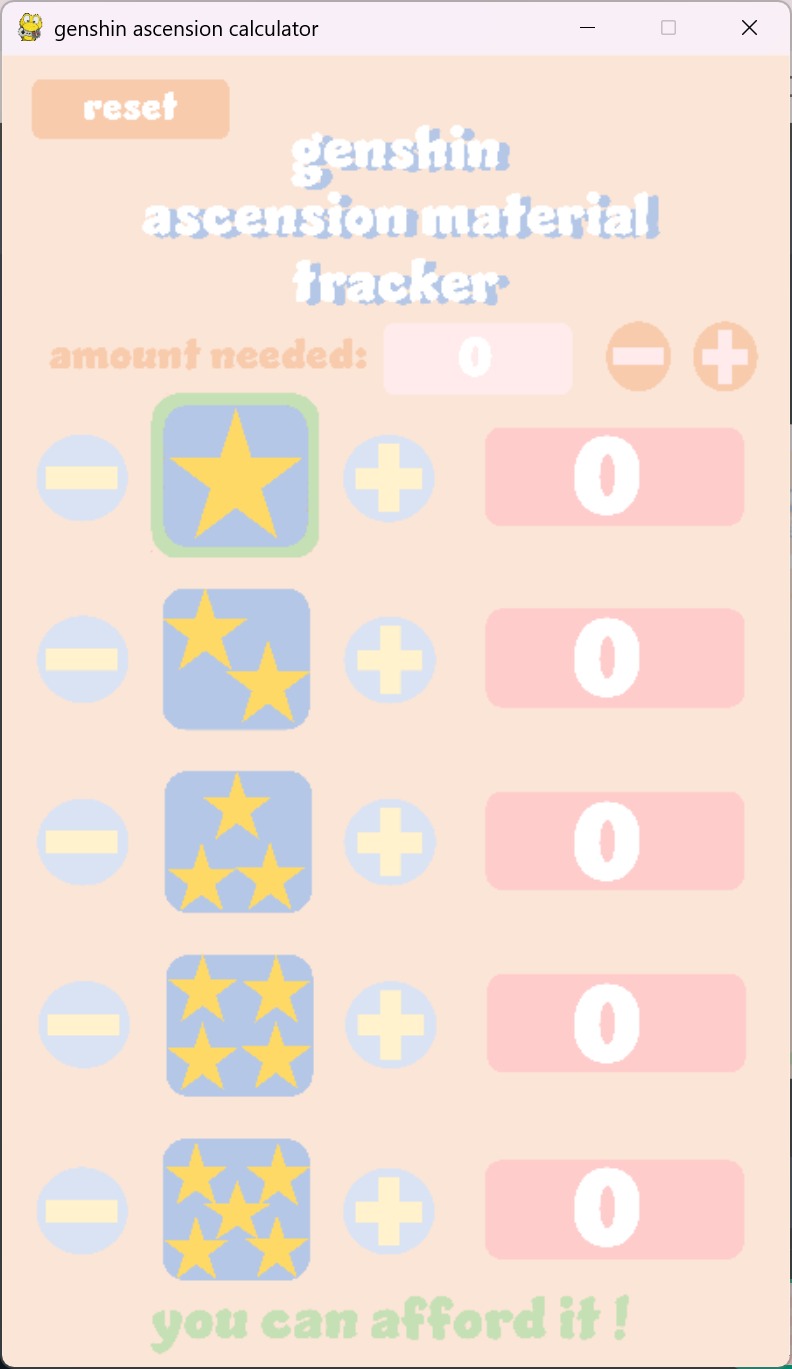 genshin ascension calculator
reset
genshin
ascension material
tracker
amount needed: 0
0
0
0
0
0
you can afford it !